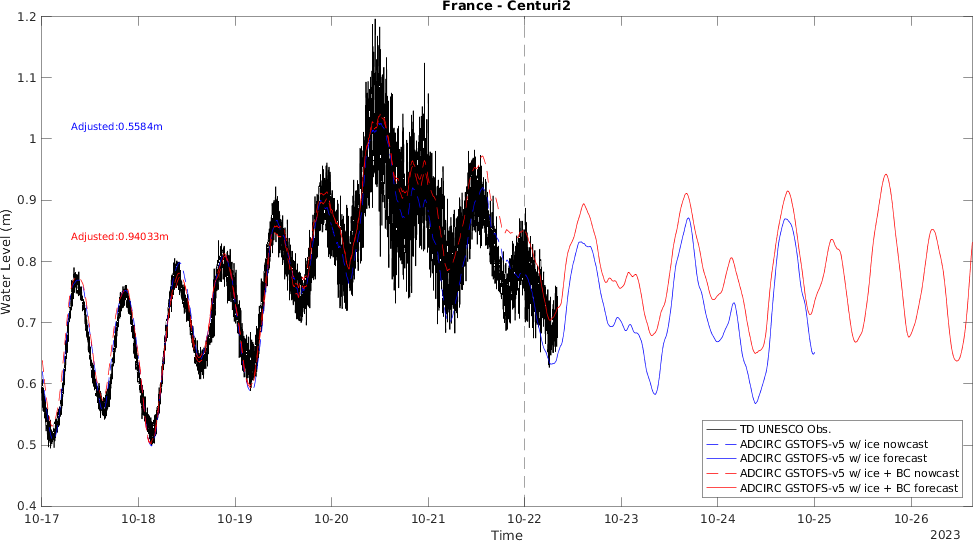 France - Centuri2
1.2
1.1
1
0.9
0.8
0.7
0.6
0.5
0.4
Water Level (m)
Adjusted:0.5584m
Adjusted:0.94033m
TD UNESCO Obs.
ADCIRC GSTOFS-v5 w/ ice nowcast
ADCIRC GSTOFS-v5 w/ ice forecast
ADCIRC GSTOFS-v5 w/ ice + BC nowcast
ADCIRC GSTOFS-v5 w/ ice + BC forecast
10-17 10-18 10-19 10-20 10-21 10-22 10-23 10-24 10-25 10-26
Time
2023